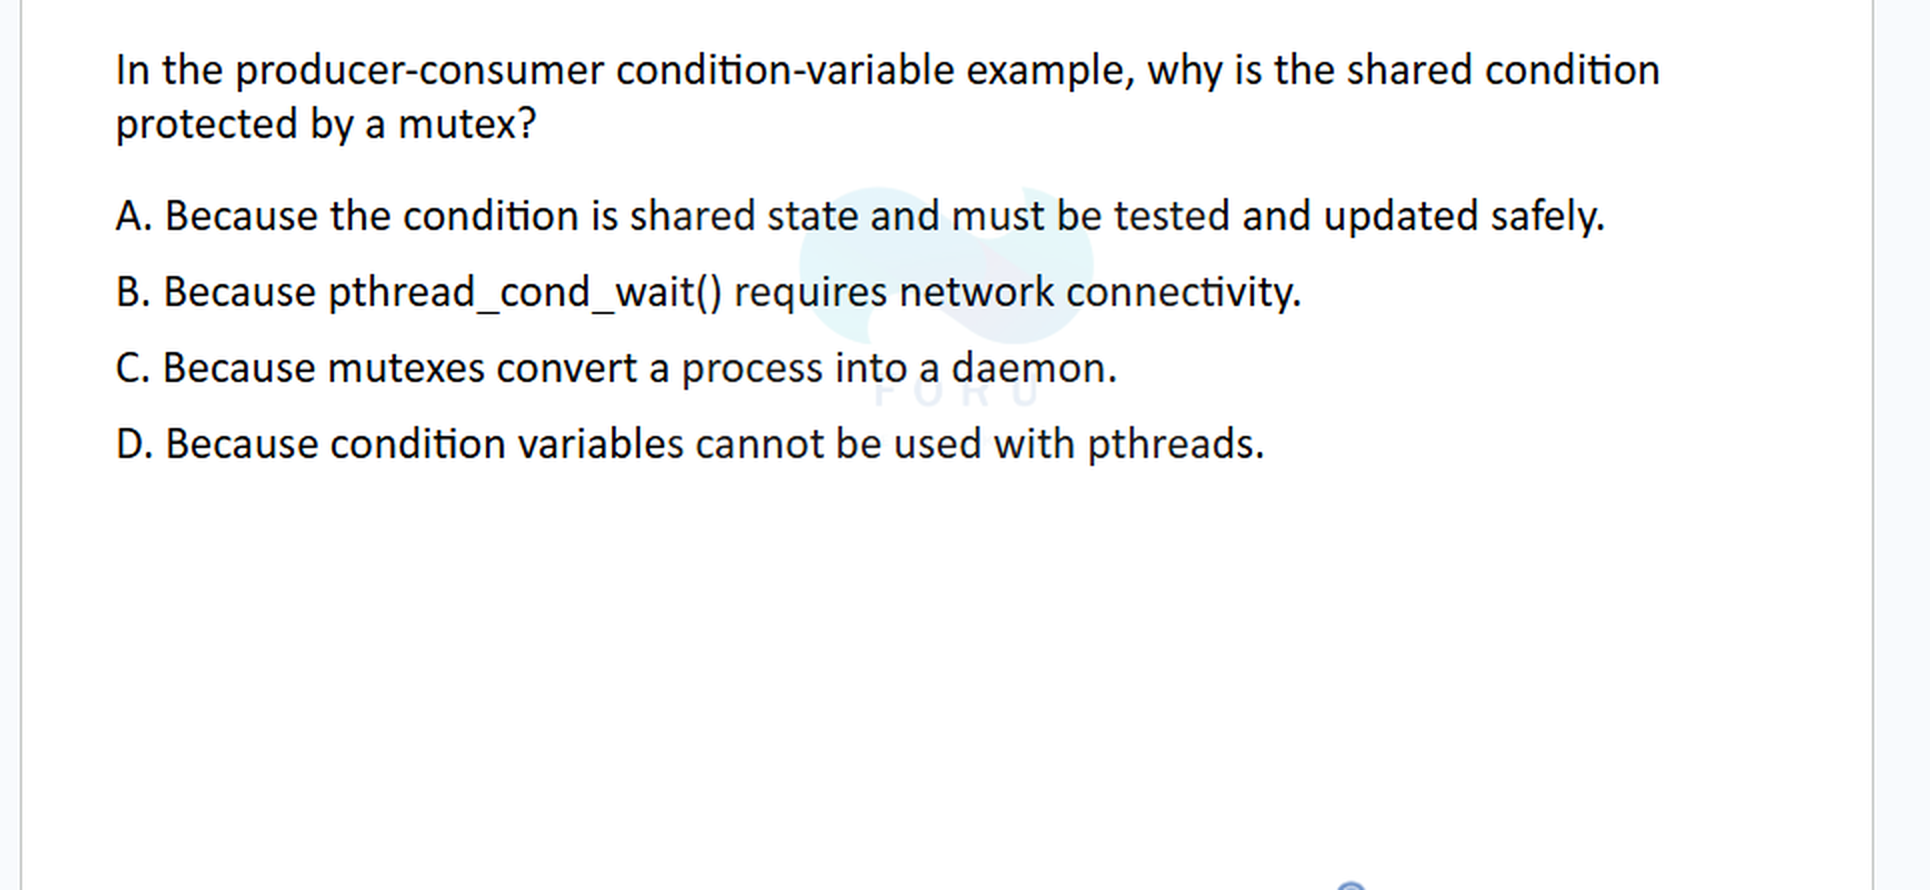 In the producer-consumer condition-variable example, why is the shared condition
protected by a mutex?
A. Because the condition is shared state and must be tested and updated safely.
B. Because pthread_cond_wait() requires network connectivity.
C. Because mutexes convert a process into a daemon.
FORU
D. Because condition variables cannot be used with pthreads.